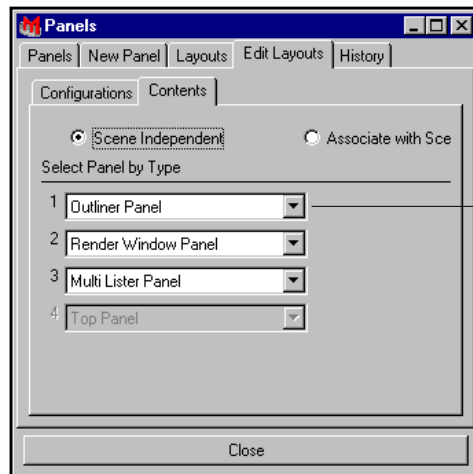 Panels
Panels New Panel Layouts Edit Layouts History
Configurations Contents
Scene Independent Associate with Sce
Select Panel by Type
1 Outliner Panel
2 Render Window Panel
3 Multi Lister Panel
4 Top Panel
Close